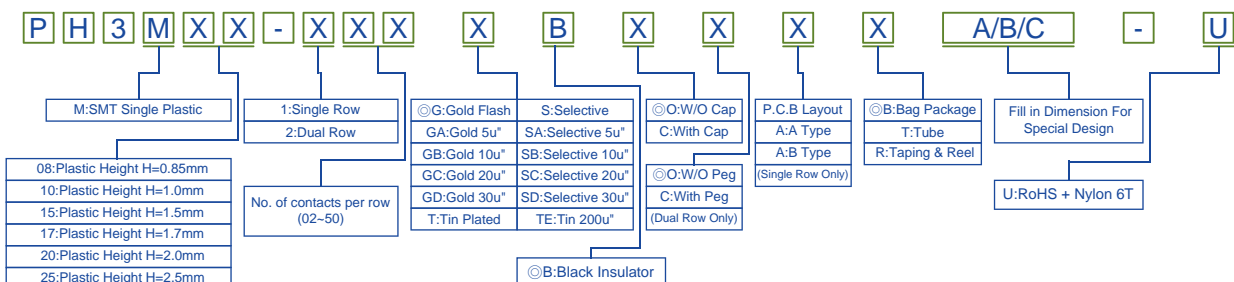 P H 3 M X X - X X X X B X X X X A/B/C - U
M:SMT Single Plastic
08:Plastic Height H=0.85mm
10:Plastic Height H=1.0mm
15:Plastic Height H=1.5mm
17:Plastic Height H=1.7mm
20:Plastic Height H=2.0mm
25:Plastic Height H=2.5mm
1:Single Row
2:Dual Row
No. of contacts per row
(02~50)
◎G:Gold Flash S:Selective
GA:Gold 5u" SA:Selective 5u"
GB:Gold 10u" SB:Selective 10u"
GC:Gold 20u" SC:Selective 20u"
GD:Gold 30u" SD:Selective 30u"
T:Tin Plated TE:Tin 200u"
◎B:Black Insulator
◎O:W/O Cap
C:With Cap
◎O:W/O Peg
C:With Peg
(Dual Row Only)
P.C.B Layout
A:A Type
A:B Type
(Single Row Only)
◎B:Bag Package
T:Tube
R:Taping & Reel
Fill in Dimension For
Special Design
U:RoHS + Nylon 6T